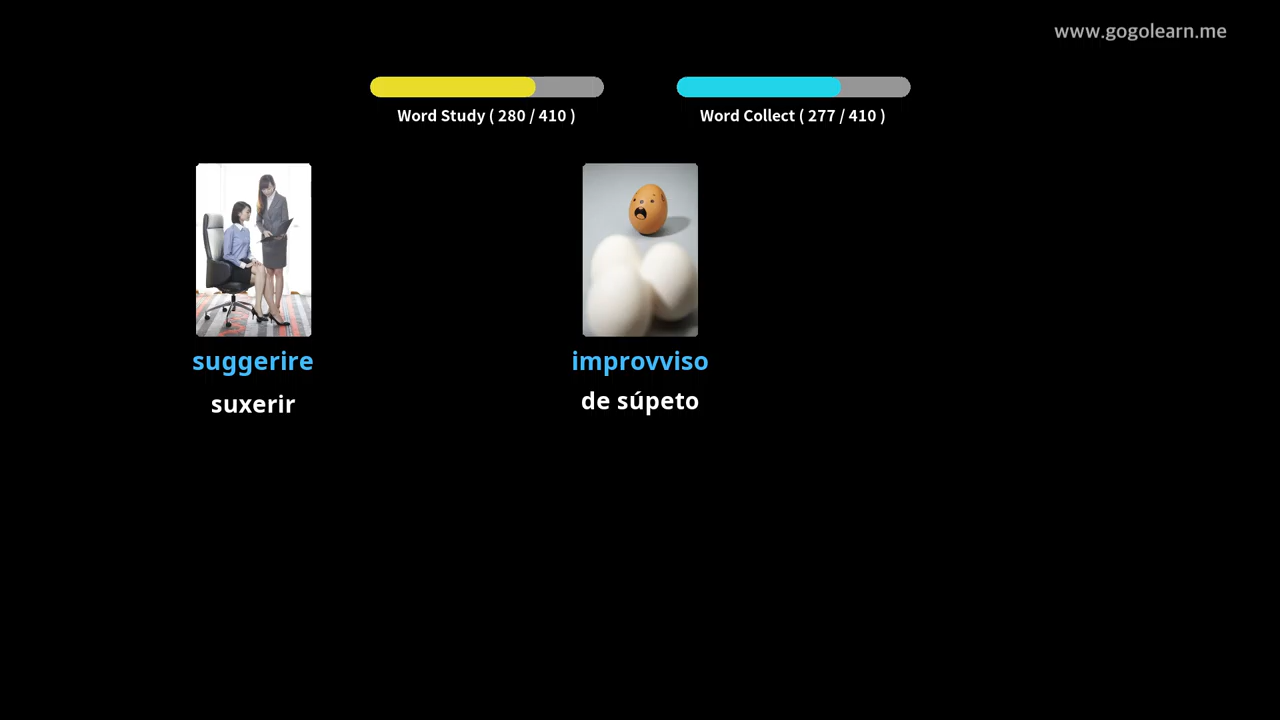 www.gogolearn.me
Word Study ( 280 / 410 )
Word Collect ( 277 / 410 )
suggerire
suxerir
improvviso
de súpeto